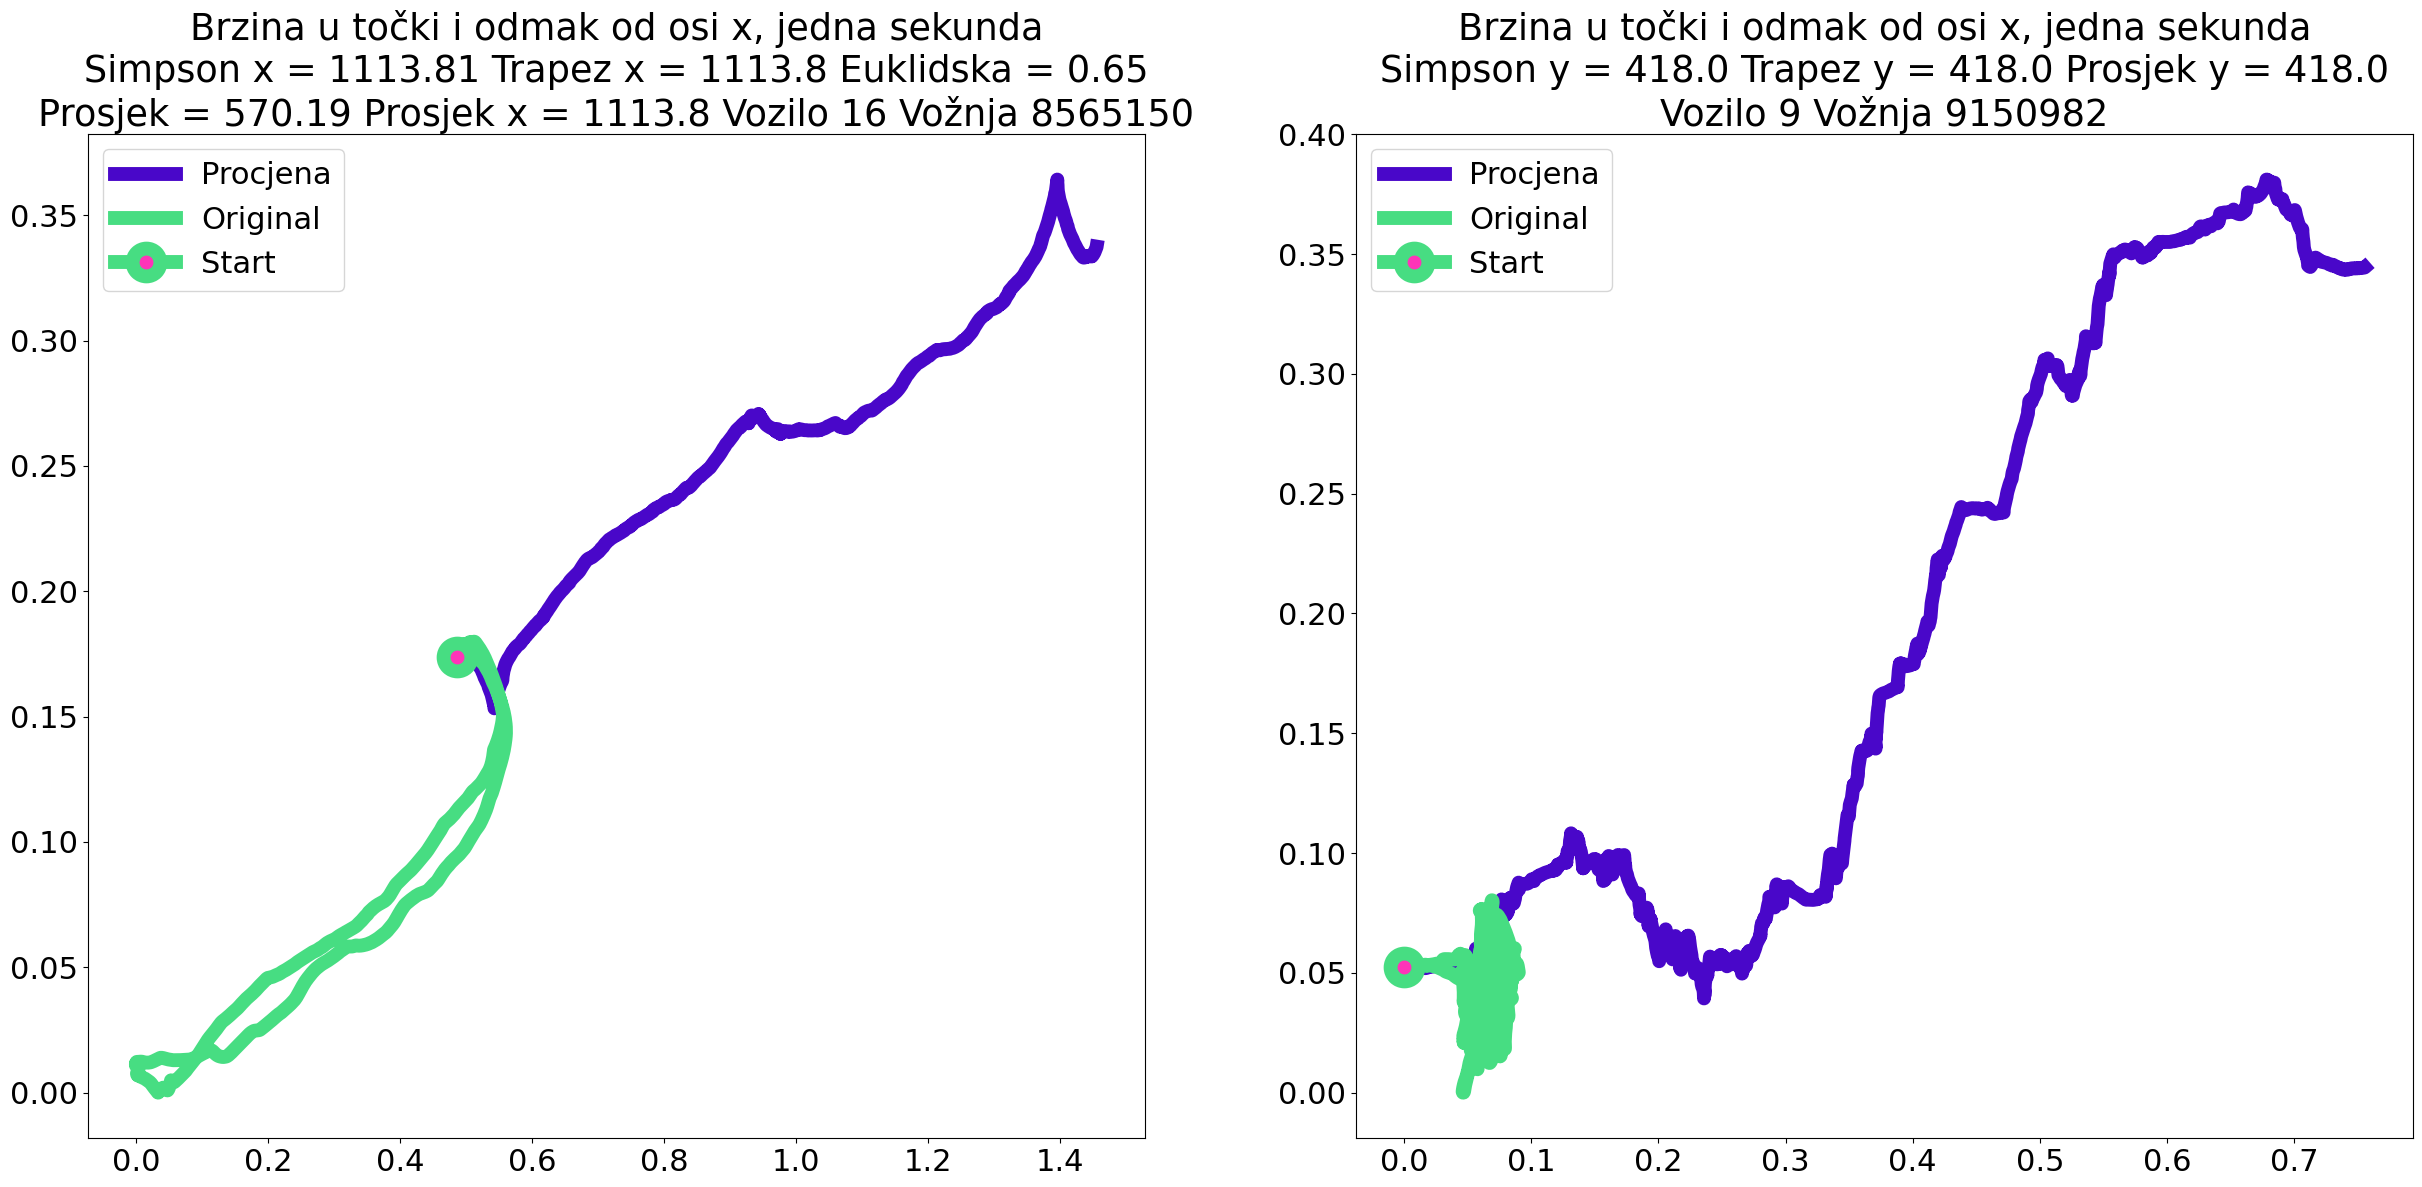 Brzina u točki i odmak od osi x, jedna sekunda
Simpson x = 1113.81 Trapez x = 1113.8 Euklidska = 0.65
Prosjek = 570.19 Prosjek x = 1113.8 Vozilo 16 Vožnja 8565150
Procjena
Original
Start
0.35
0.30
0.25
0.20
0.15
0.10
0.05
0.00
0.0 0.2 0.4 0.6 0.8 1.0 1.2 1.4
Brzina u točki i odmak od osi x, jedna sekunda
Simpson y = 418.0 Trapez y = 418.0 Prosjek y = 418.0
Vozilo 9 Vožnja 9150982
Procjena
Original
Start
0.40
0.35
0.30
0.25
0.20
0.15
0.10
0.05
0.00
0.0 0.1 0.2 0.3 0.4 0.5 0.6 0.7